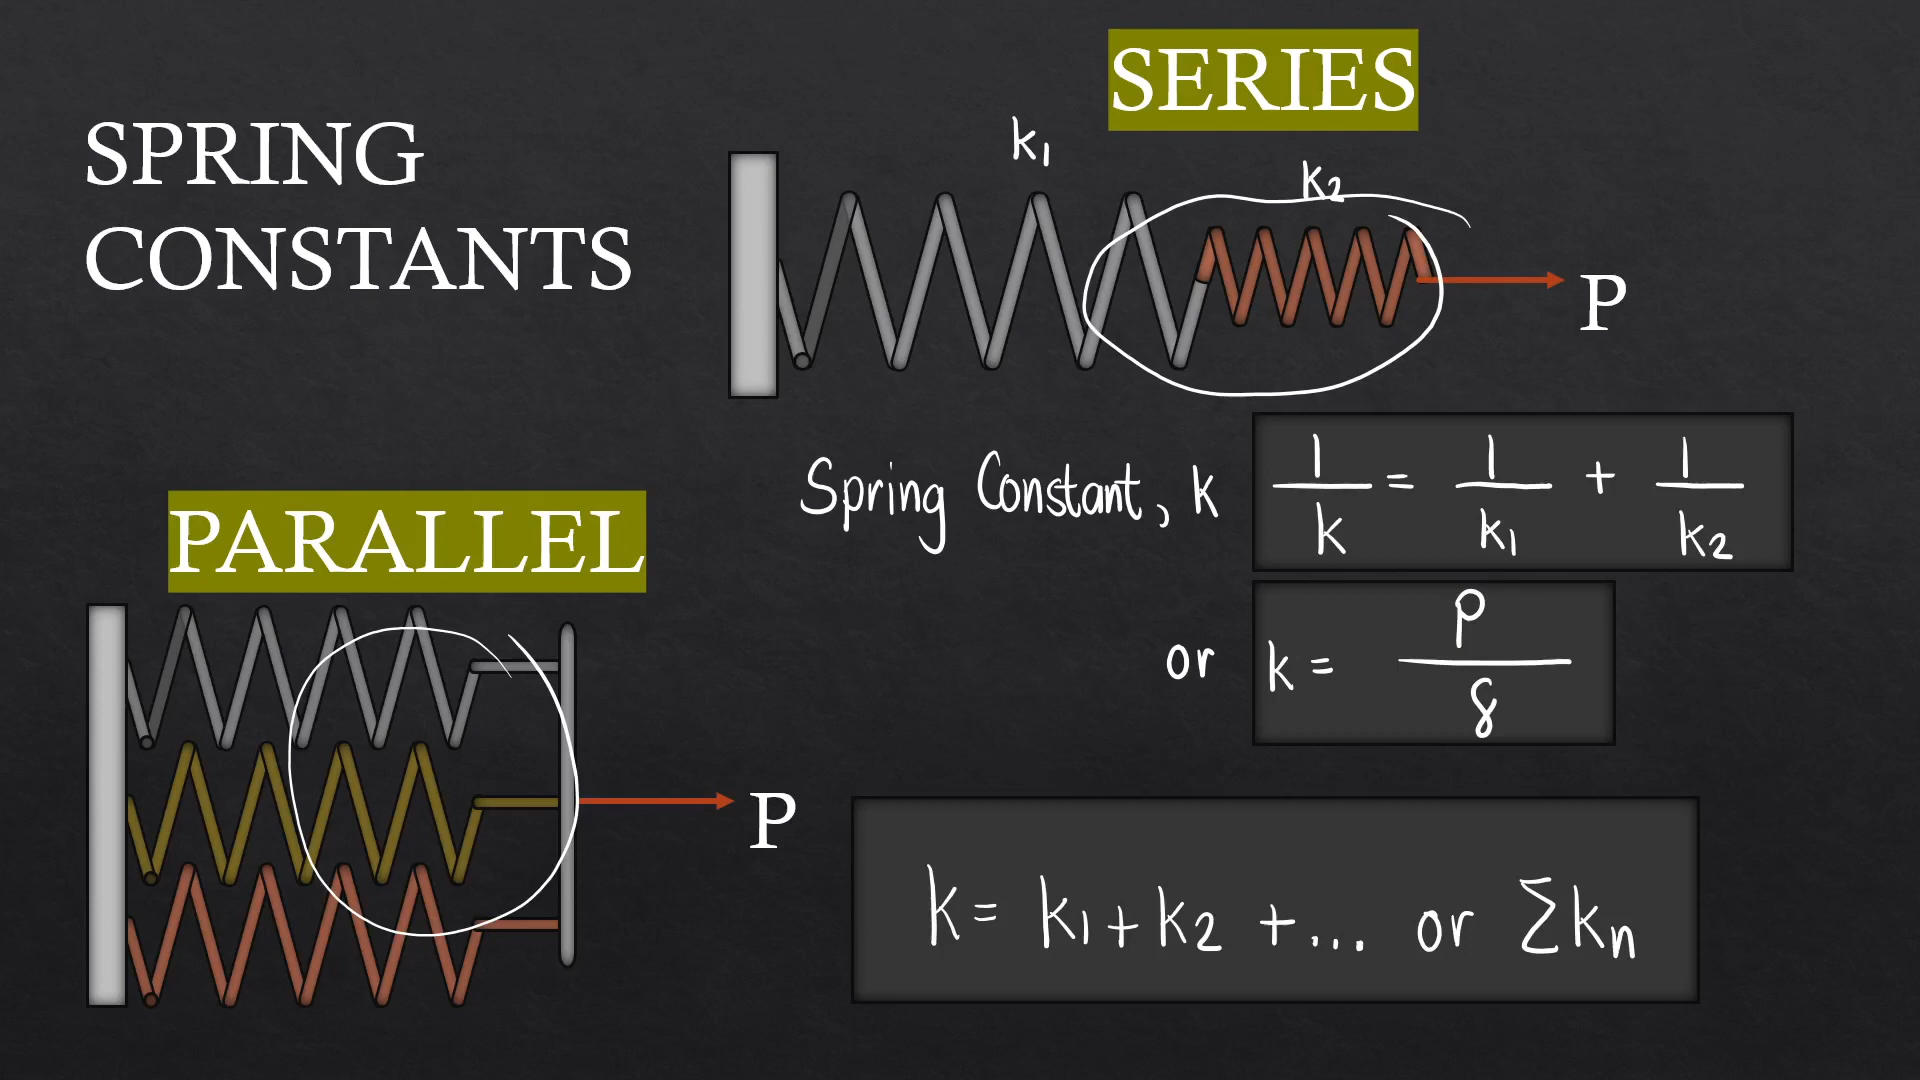 SPRING
CONSTANTS
SERIES
k₁
k₂
P
Spring Constant, k
1/k = 1/k₁ + 1/k₂
or k = P/δ
PARALLEL
P
k = k₁ + k₂ + ... or Σkₙ